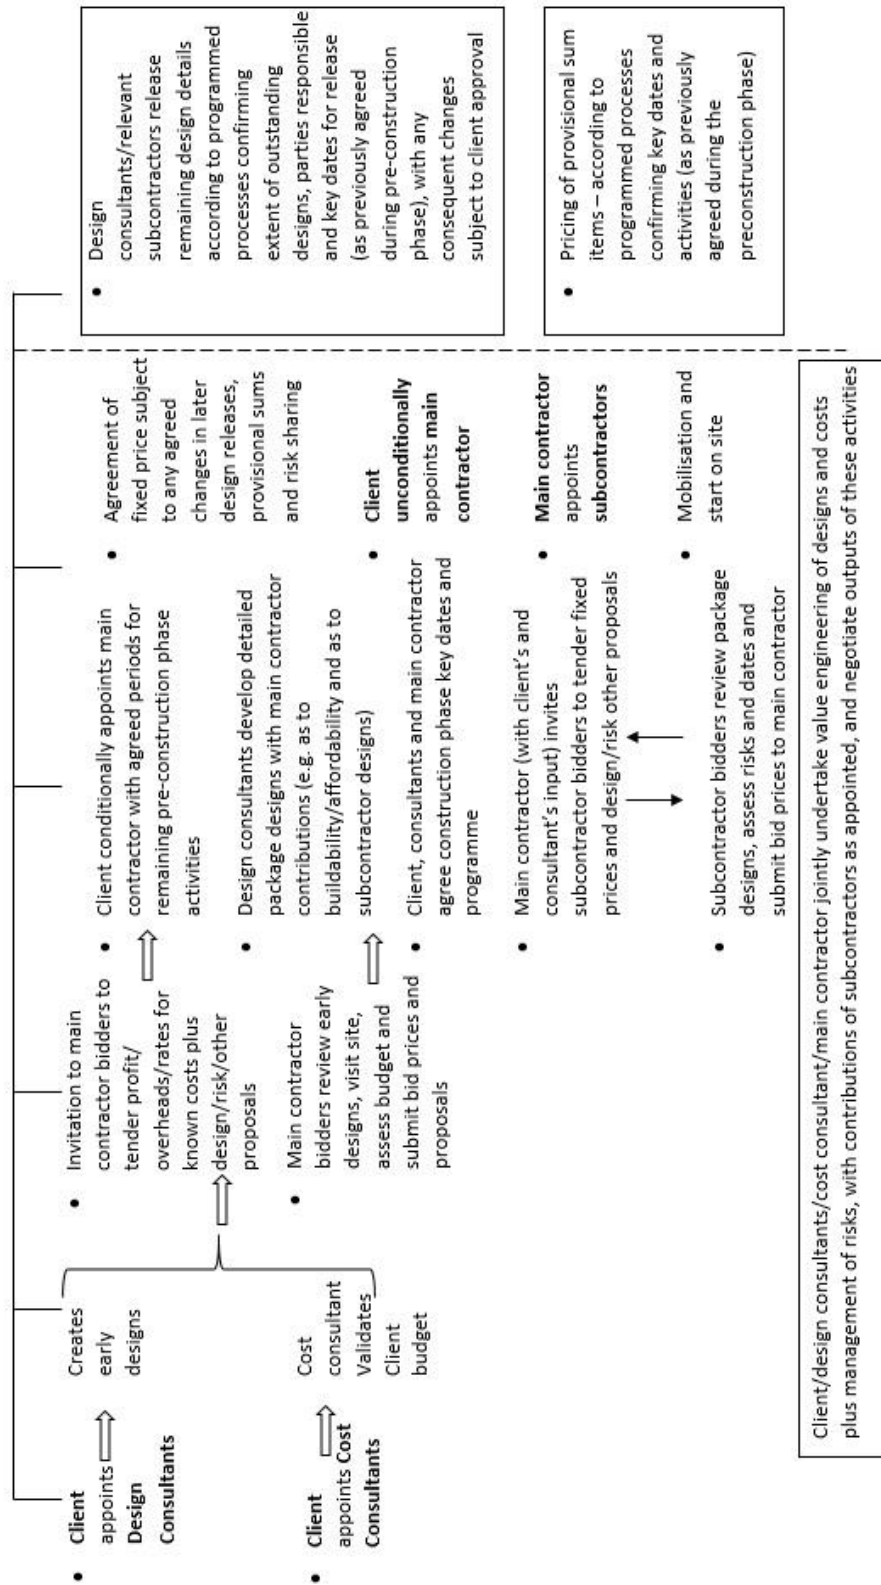 • Client
appoints
Design
Consultants
• Client
appoints Cost
Consultants
Creates
early
designs
Cost
consultant
Validates
Client
budget
• Invitation to main
contractor bidders to
tender profit/
overheads/rates for
known costs plus
design/risk/other
proposals
• Main contractor
bidders review early
designs, visit site,
assess budget and
submit bid prices and
proposals
• Client conditionally appoints main
contractor with agreed periods for
remaining pre-construction phase
activities
• Design consultants develop detailed
package designs with main contractor
contributions (e.g. as to
buildability/affordability and as to
subcontractor designs)
• Client, consultants and main contractor
agree construction phase key dates and
programme
• Main contractor (with client's and
consultant's input) invites
subcontractor bidders to tender fixed
prices and design/risk other proposals
• Subcontractor bidders review package
designs, assess risks and dates and
submit bid prices to main contractor
• Agreement of
fixed price subject
to any agreed
changes in later
design releases,
provisional sums
and risk sharing
• Client
unconditionally
appoints main
contractor
• Main contractor
appoints
subcontractors
• Mobilisation and
start on site
• Design
consultants/relevant
subcontractors release
remaining design details
according to programmed
processes confirming
extent of outstanding
designs, parties responsible
and key dates for release
(as previously agreed
during pre-construction
phase), with any
consequent changes
subject to client approval
• Pricing of provisional sum
items – according to
programmed processes
confirming key dates and
activities (as previously
agreed during the
preconstruction phase)
Client/design consultants/cost consultant/main contractor jointly undertake value engineering of designs and costs
plus management of risks, with contributions of subcontractors as appointed, and negotiate outputs of these activities